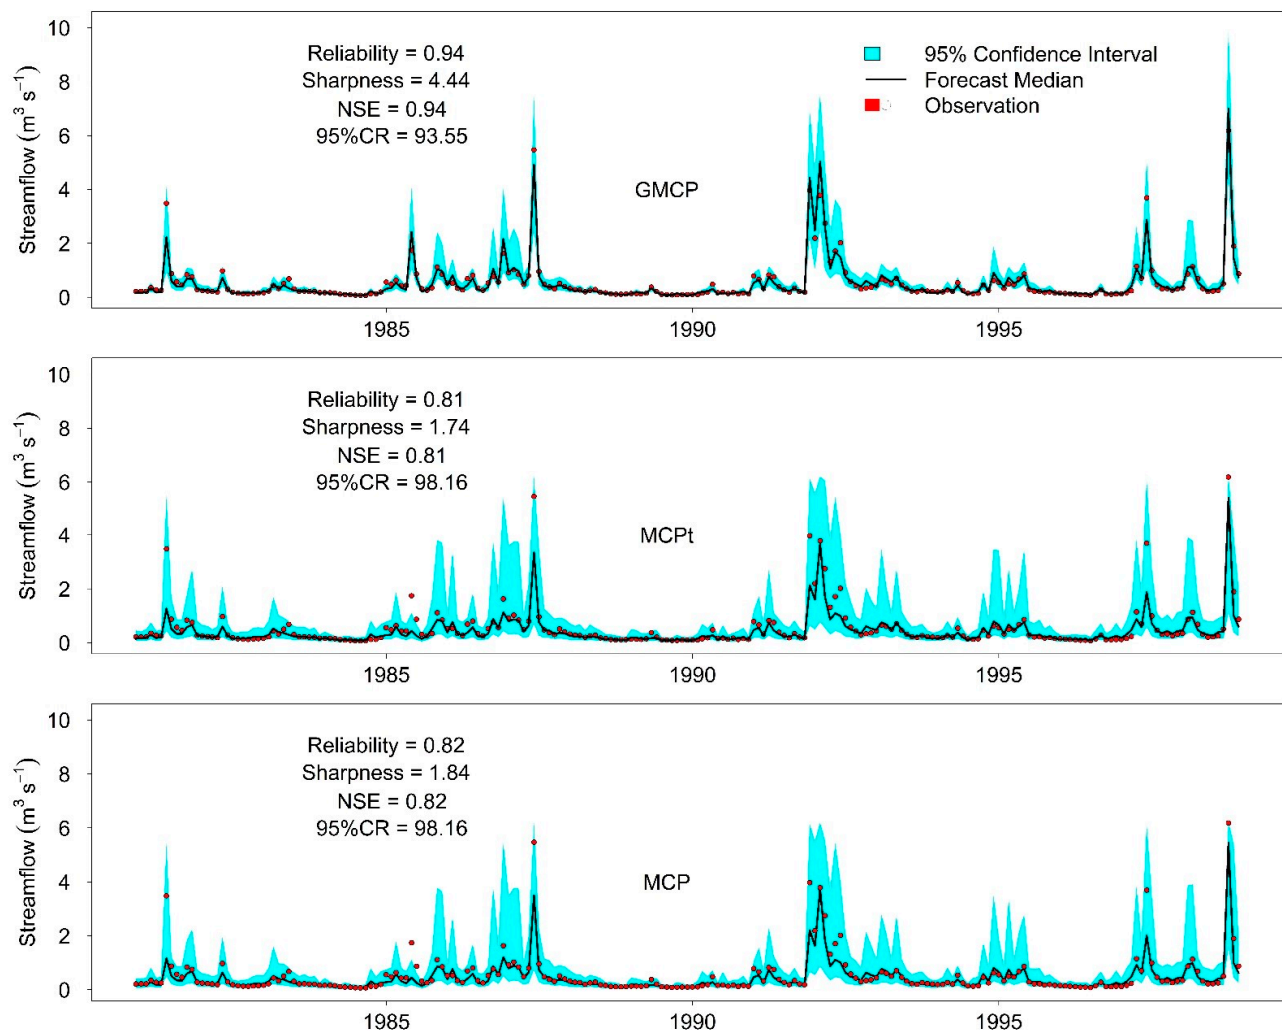 10
8
6
4
2
0
Streamflow (m³ s⁻¹)
Reliability = 0.94
Sharpness = 4.44
NSE = 0.94
95%CR = 93.55
GMCP
95% Confidence Interval
Forecast Median
Observation
1985
1990
1995
10
8
6
4
2
0
Streamflow (m³ s⁻¹)
Reliability = 0.81
Sharpness = 1.74
NSE = 0.81
95%CR = 98.16
MCPt
1985
1990
1995
10
8
6
4
2
0
Streamflow (m³ s⁻¹)
Reliability = 0.82
Sharpness = 1.84
NSE = 0.82
95%CR = 98.16
MCP
1985
1990
1995